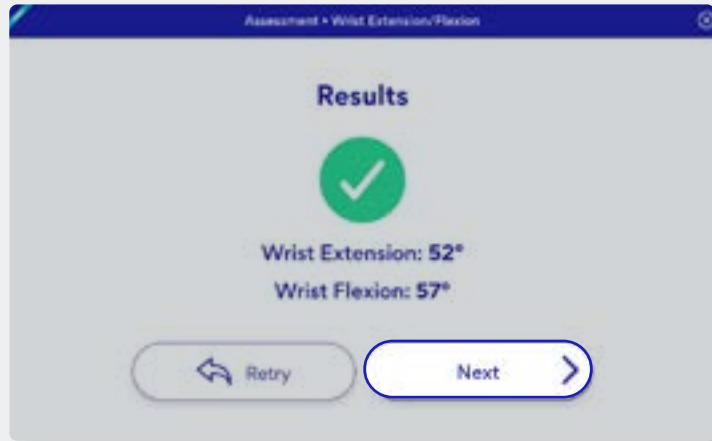 Assessment • Wrist Extension/Flexion
Results
Wrist Extension: 52°
Wrist Flexion: 57°
Retry
Next